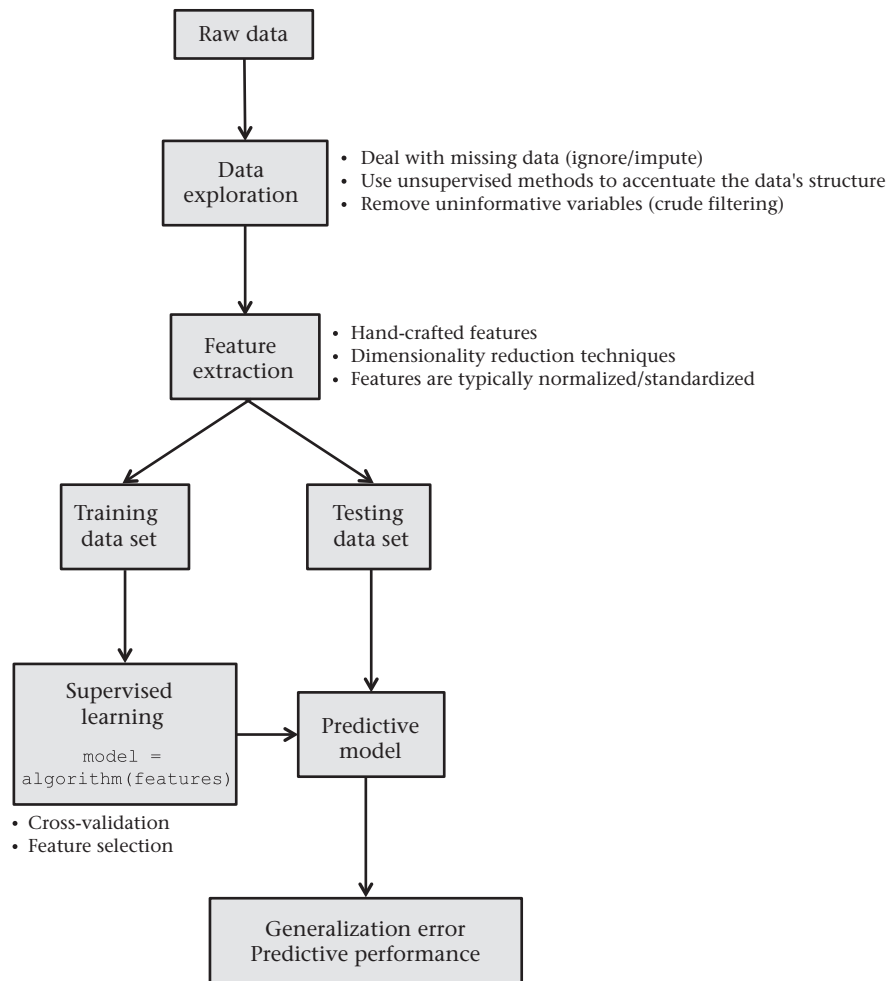 Raw data
Data
exploration
• Deal with missing data (ignore/impute)
• Use unsupervised methods to accentuate the data's structure
• Remove uninformative variables (crude filtering)
Feature
extraction
• Hand-crafted features
• Dimensionality reduction techniques
• Features are typically normalized/standardized
Training
data set
Testing
data set
Supervised
learning
model =
algorithm(features)
• Cross-validation
• Feature selection
Predictive
model
Generalization error
Predictive performance